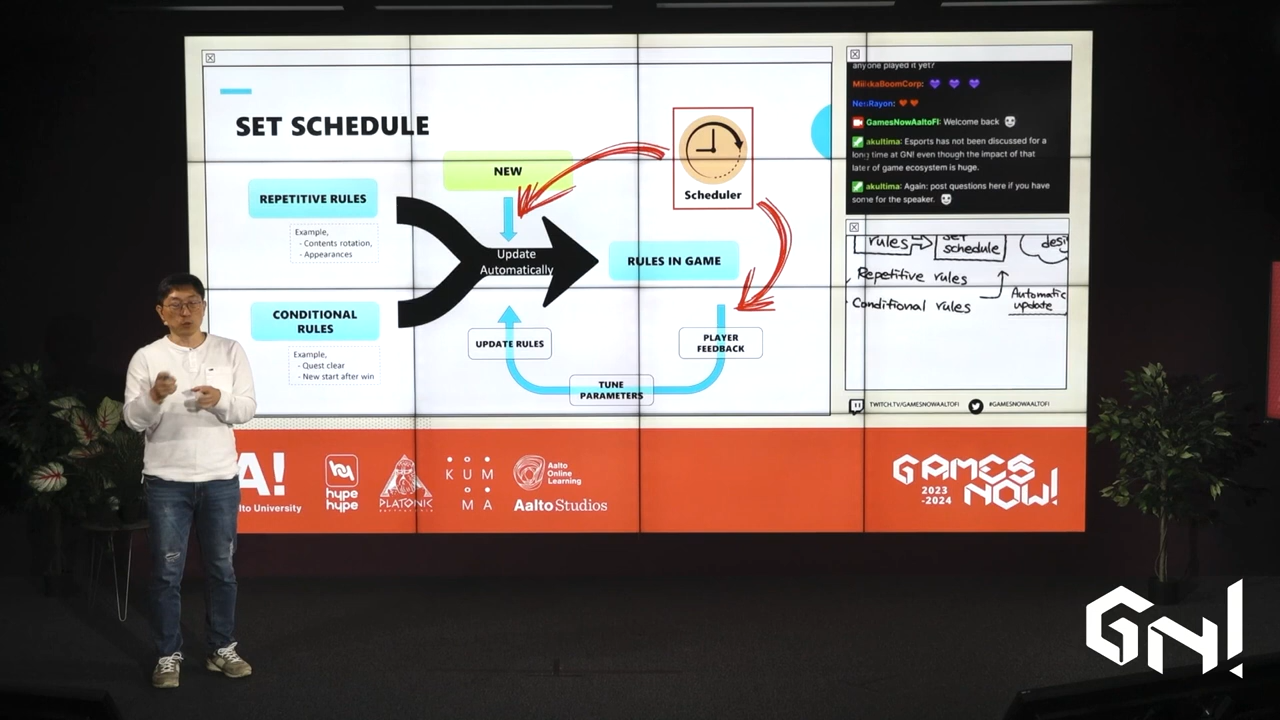 SET SCHEDULE
REPETITIVE RULES
Example,
- Contents rotation,
- Appearances
CONDITIONAL
RULES
Example,
- Quest clear
- New start after win
NEW
Update
Automatically
UPDATE RULES
TUNE
PARAMETERS
RULES IN GAME
PLAYER
FEEDBACK
Scheduler
anyone played it yet?
MiikkaBoomCorp:
NeoRayon:
GamesNowAaltoFI: Welcome back
akultima: Esports has not been discussed for a
long time at GN! even though the impact of that
later of game ecosystem is huge.
akultima: Again: post questions here if you have
some for the speaker.
rules
set
schedule
desi
Repetitive rules
Conditional rules
Automatic
update
TWITCH.TV/GAMESNOWAALTOFI
#GAMESNOWAALTOFI
A!
lto University
hype
hype
PLATONIC
KUM
MA
Aalto
Online
Learning
Aalto Studios
GAMES
2023
-2024
NOW!
GN!